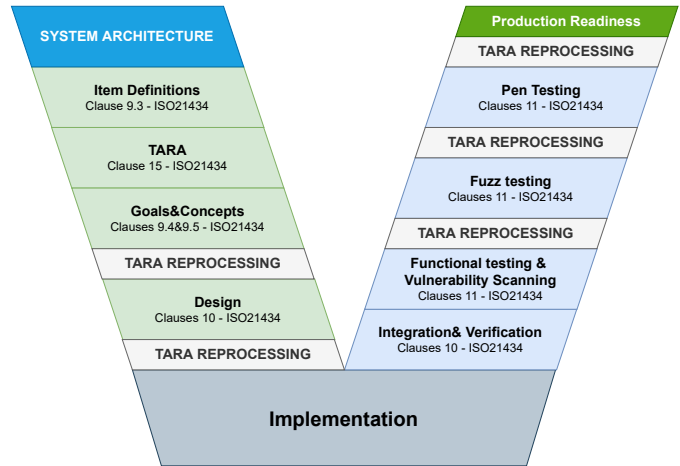 SYSTEM ARCHITECTURE
Item Definitions
Clause 9.3 - ISO21434
TARA
Clause 15 - ISO21434
Goals&Concepts
Clauses 9.4&9.5 - ISO21434
TARA REPROCESSING
Design
Clauses 10 - ISO21434
TARA REPROCESSING
Implementation
Production Readiness
TARA REPROCESSING
Pen Testing
Clauses 11 - ISO21434
TARA REPROCESSING
Fuzz testing
Clauses 11 - ISO21434
TARA REPROCESSING
Functional testing &
Vulnerability Scanning
Clauses 11 - ISO21434
Integration& Verification
Clauses 10 - ISO21434